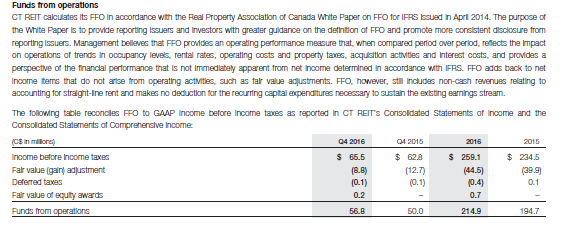 Funds from operations
CT REIT calculates its FFO in accordance with the Real Property Association of Canada White Paper on FFO for IFRS issued in April 2014. The purpose of
the White Paper is to provide reporting issuers and investors with greater guidance on the definition of FFO and promote more consistent disclosure from
reporting issuers. Management believes that FFO provides an operating performance measure that, when compared period over period, reflects the impact
on operations of trends in occupancy levels, rental rates, operating costs and property taxes, acquisition activities and interest costs, and provides a
perspective of the financial performance that is not immediately apparent from net income determined in accordance with IFRS. FFO adds back to net
income items that do not arise from operating activities, such as fair value adjustments. FFO, however, still includes non-cash revenues relating to
accounting for straight-line rent and makes no deduction for the recurring capital expenditures necessary to sustain the existing earnings stream.
The following table reconciles FFO to GAAP income before income taxes as reported in CT REIT's Consolidated Statements of Income and the
Consolidated Statements of Comprehensive Income:
(C$ in millions) Q4 2016 Q4 2015 2016 2015
Income before income taxes $ 65.5 $ 62.8 $ 259.1 $ 234.5
Fair value (gain) adjustment (8.8) (12.7) (44.5) (39.9)
Deferred taxes (0.1) (0.1) (0.4) 0.1
Fair value of equity awards 0.2 – 0.7 –
Funds from operations 56.8 50.0 214.9 194.7